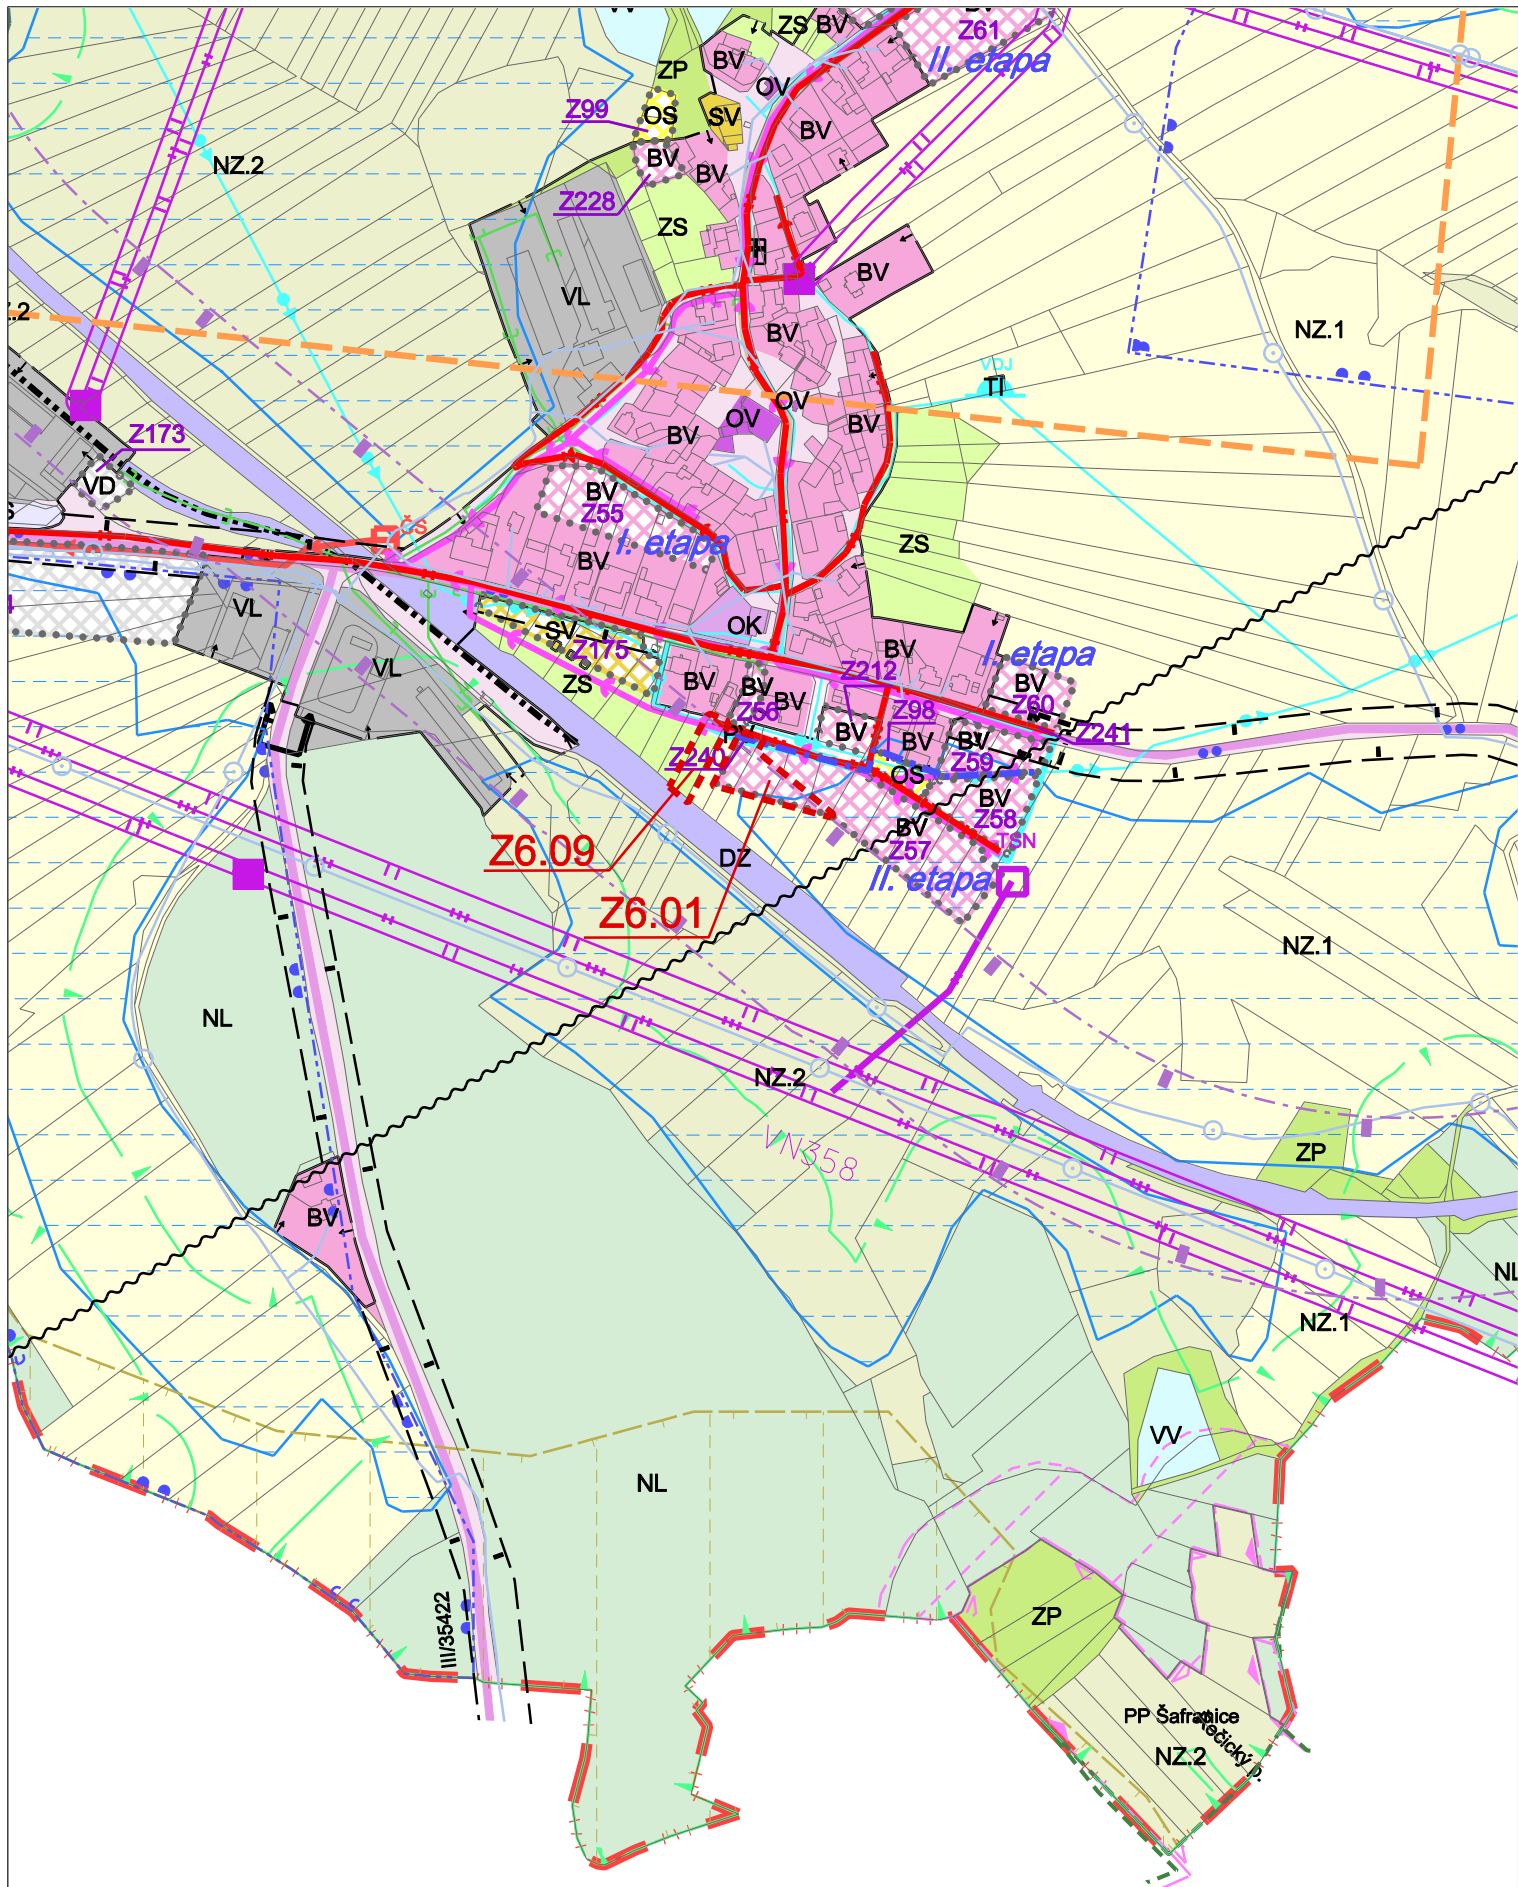 ZS
BV
Z61
II. etapa
BV
ZP
OV
Z99
OS
SV
BV
NZ.2
BV
BV
Z228
ZS
BV
VL
NZ.1
BV
VDJ
TI
OV
OV
BV
BV
Z173
VD
BV
Z55
ČS
I. etapa
ZS
BV
VL
OK
SV
Z175
BV
I. etapa
VL
ZS
BV
BV
BV
Z212
BV
Z60
Z56
Z98
Z241
BV
BV
BV
Z240
Z59
OS
BV
Z58
BV
TSN
Z6.09
DZ
Z57
II. etapa
Z6.01
NZ.1
NL
NZ.2
VN358
ZP
BV
NZ.1
VV
NL
III/35422
ZP
PP Šafranice
Řečický p.
NZ.2